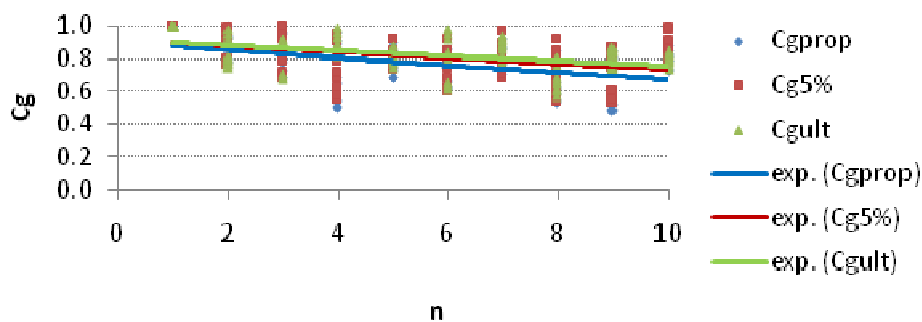 Cg
1.0
0.8
0.6
0.4
0.2
0.0
0 2 4 6 8 10
n
Cgprop
Cg5%
Cgult
exp. (Cgprop)
exp. (Cg5%)
exp. (Cgult)